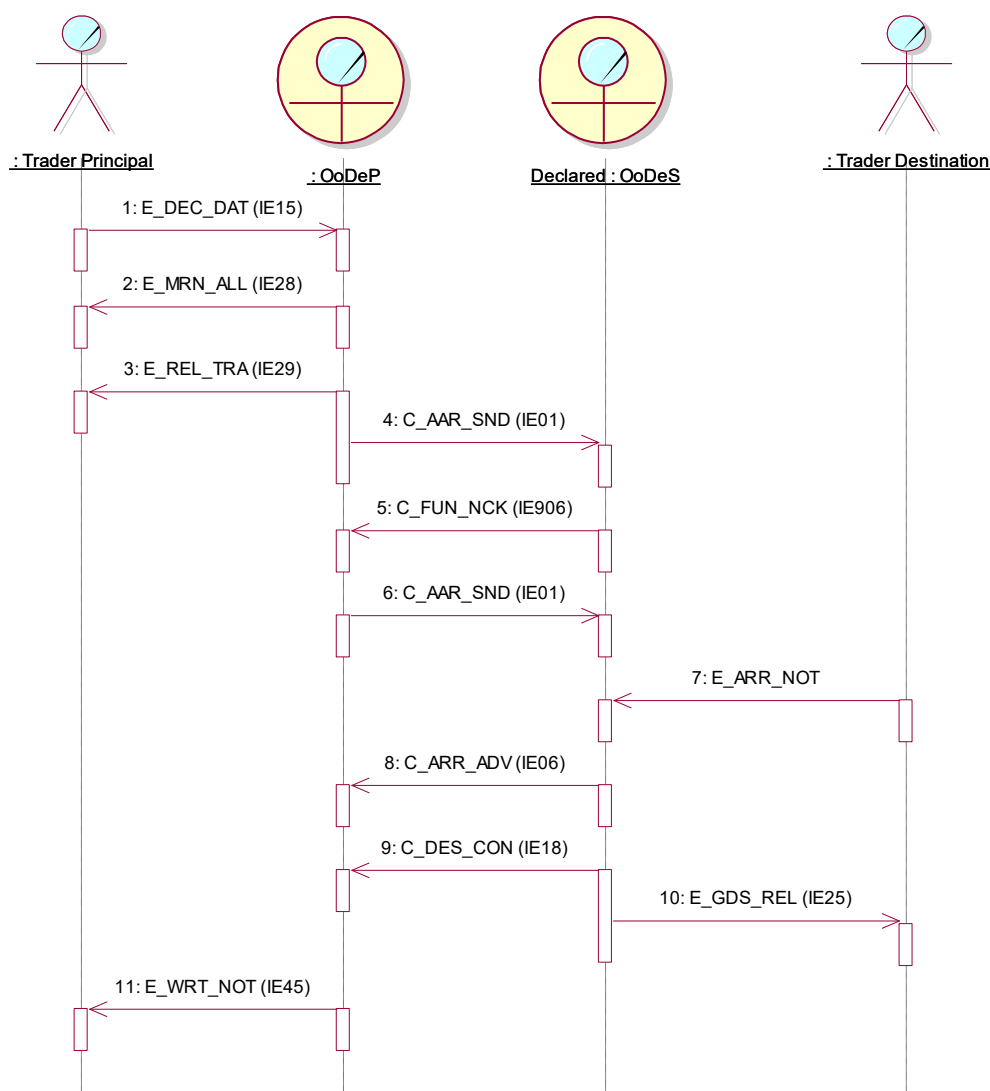 : Trader Principal
: OoDeP
Declared : OoDeS
: Trader Destination
1: E_DEC_DAT (IE15)
2: E_MRN_ALL (IE28)
3: E_REL_TRA (IE29)
4: C_AAR_SND (IE01)
5: C_FUN_NCK (IE906)
6: C_AAR_SND (IE01)
7: E_ARR_NOT
8: C_ARR_ADV (IE06)
9: C_DES_CON (IE18)
10: E_GDS_REL (IE25)
11: E_WRT_NOT (IE45)